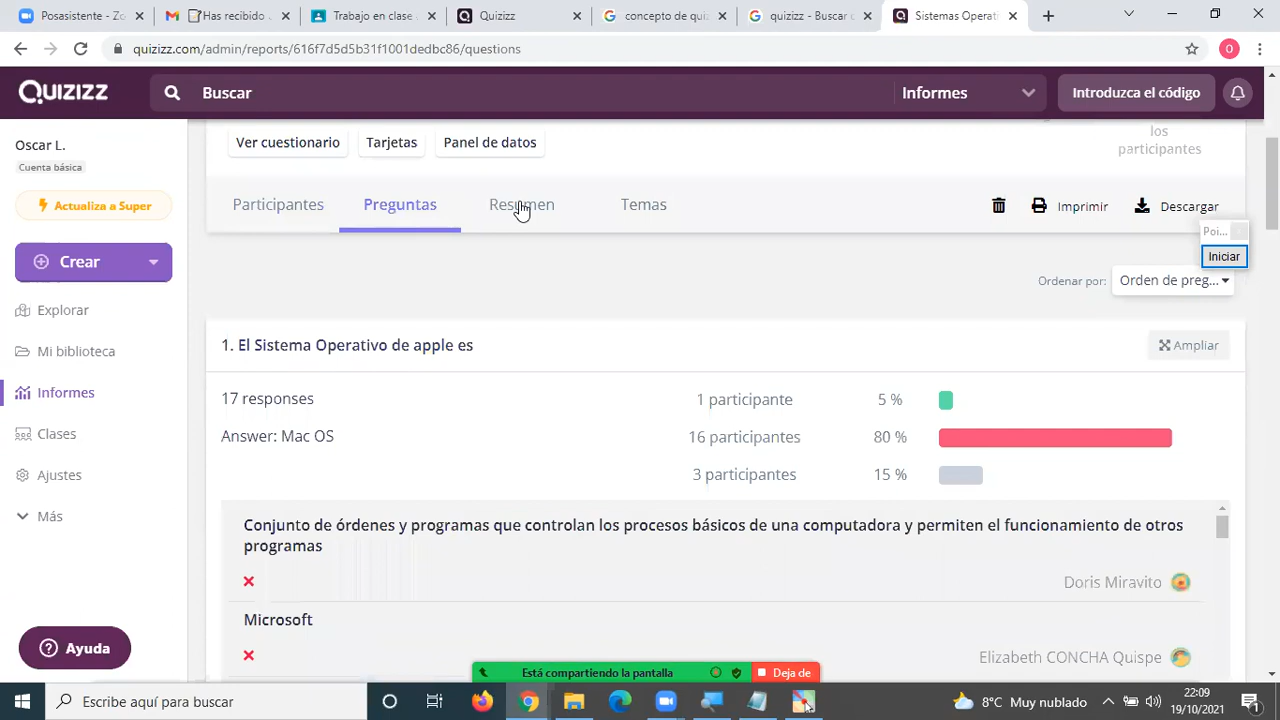 Posasistente - Zo
Has recibido
Trabajo en clase
Quizizz
concepto de qui
quizizz - Buscar
Sistemas Operat
quizizz.com/admin/reports/616f7d5d5b31f1001dedbc86/questions
O
QUIZIZZ
Buscar
Informes
Introduzca el código
Oscar L.
Cuenta básica
Actualiza a Super
Crear
Explorar
Mi biblioteca
Informes
Clases
Ajustes
Más
Ayuda
Ver cuestionario
Tarjetas
Panel de datos
los
participantes
Participantes
Preguntas
Resumen
Temas
Imprimir
Descargar
Poi...
Iniciar
Ordenar por:
Orden de preg...
1. El Sistema Operativo de apple es
Ampliar
17 responses
1 participante
5 %
Answer: Mac OS
16 participantes
80 %
3 participantes
15 %
Conjunto de órdenes y programas que controlan los procesos básicos de una computadora y permiten el funcionamiento de otros
programas
Doris Miravito
Microsoft
Elizabeth CONCHA Quispe
Está compartiendo la pantalla
Deja de
Escribe aquí para buscar
8°C Muy nublado
22:09
19/10/2021
1